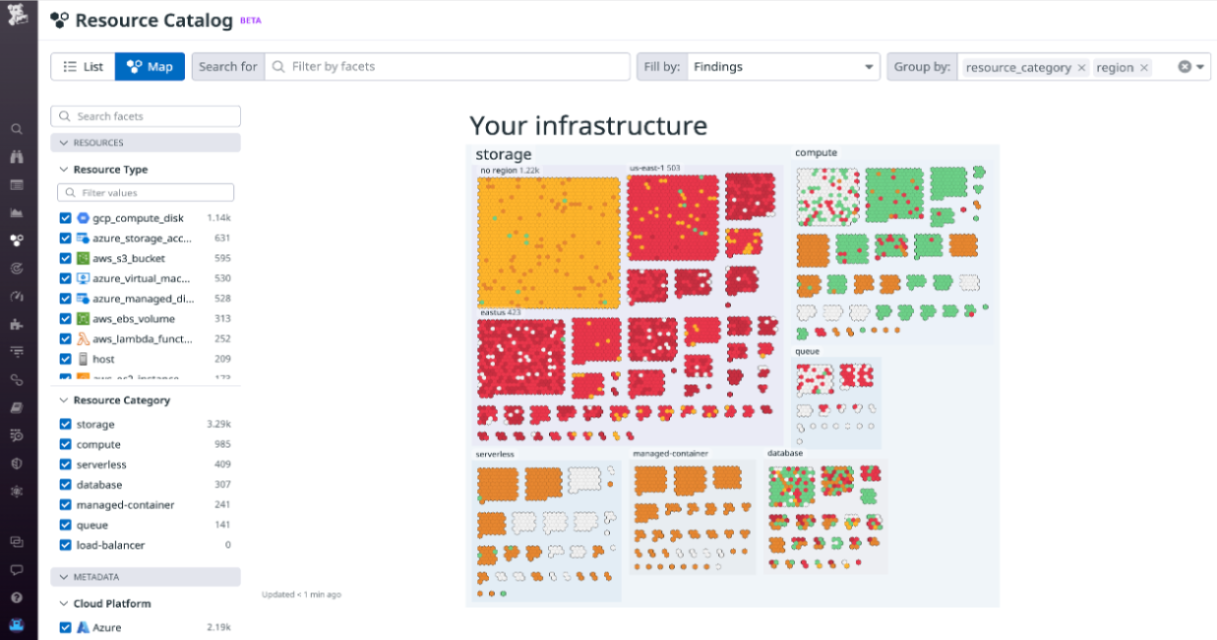 Resource Catalog BETA
List Map Search for Filter by facets Fill by: Findings Group by: resource_category × region ×
Search facets
RESOURCES
Resource Type
Filter values
gcp_compute_disk 1.14k
azure_storage_acc... 631
aws_s3_bucket 595
azure_virtual_mac... 530
azure_managed_di... 528
aws_ebs_volume 313
aws_lambda_funct... 252
host 209
aws_ec2_instance 173
Resource Category
storage 3.29k
compute 985
serverless 409
database 307
managed-container 241
queue 141
load-balancer 0
METADATA
Cloud Platform
Azure 2.19k
Updated < 1 min ago
Your infrastructure
storage
no region 1.22k
us-east-1 503
eastus 423
compute
queue
serverless
managed-container
database